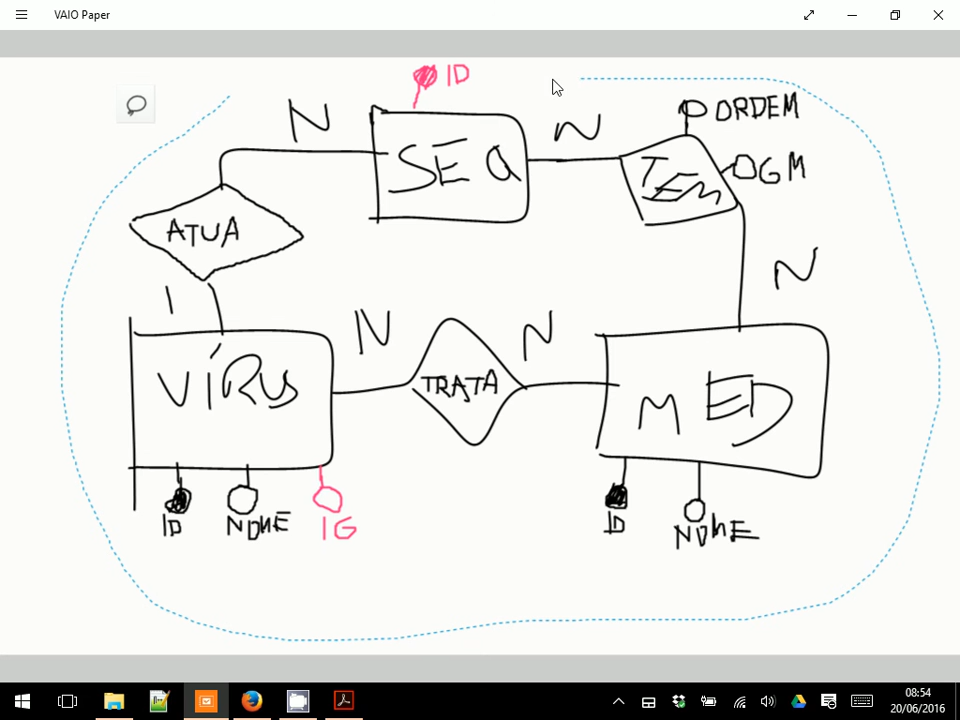 VAIO Paper
ID
N
SEQ
N
ORDEM
TEM
GM
ATUA
N
1
VÍRUS
N
TRATA
N
MED
ID
NOME
IG
ID
NOME
08:54
20/06/2016